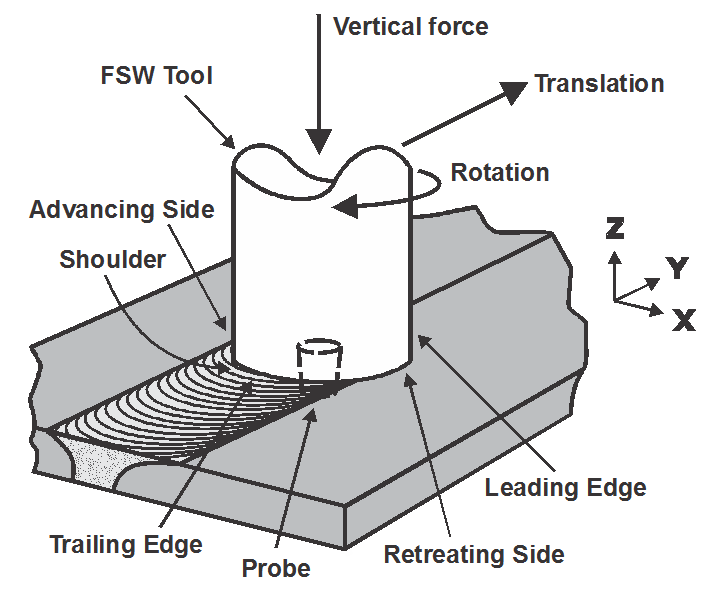 Vertical force
FSW Tool
Translation
Rotation
Advancing Side
Shoulder
Z
Y
X
Leading Edge
Trailing Edge
Retreating Side
Probe